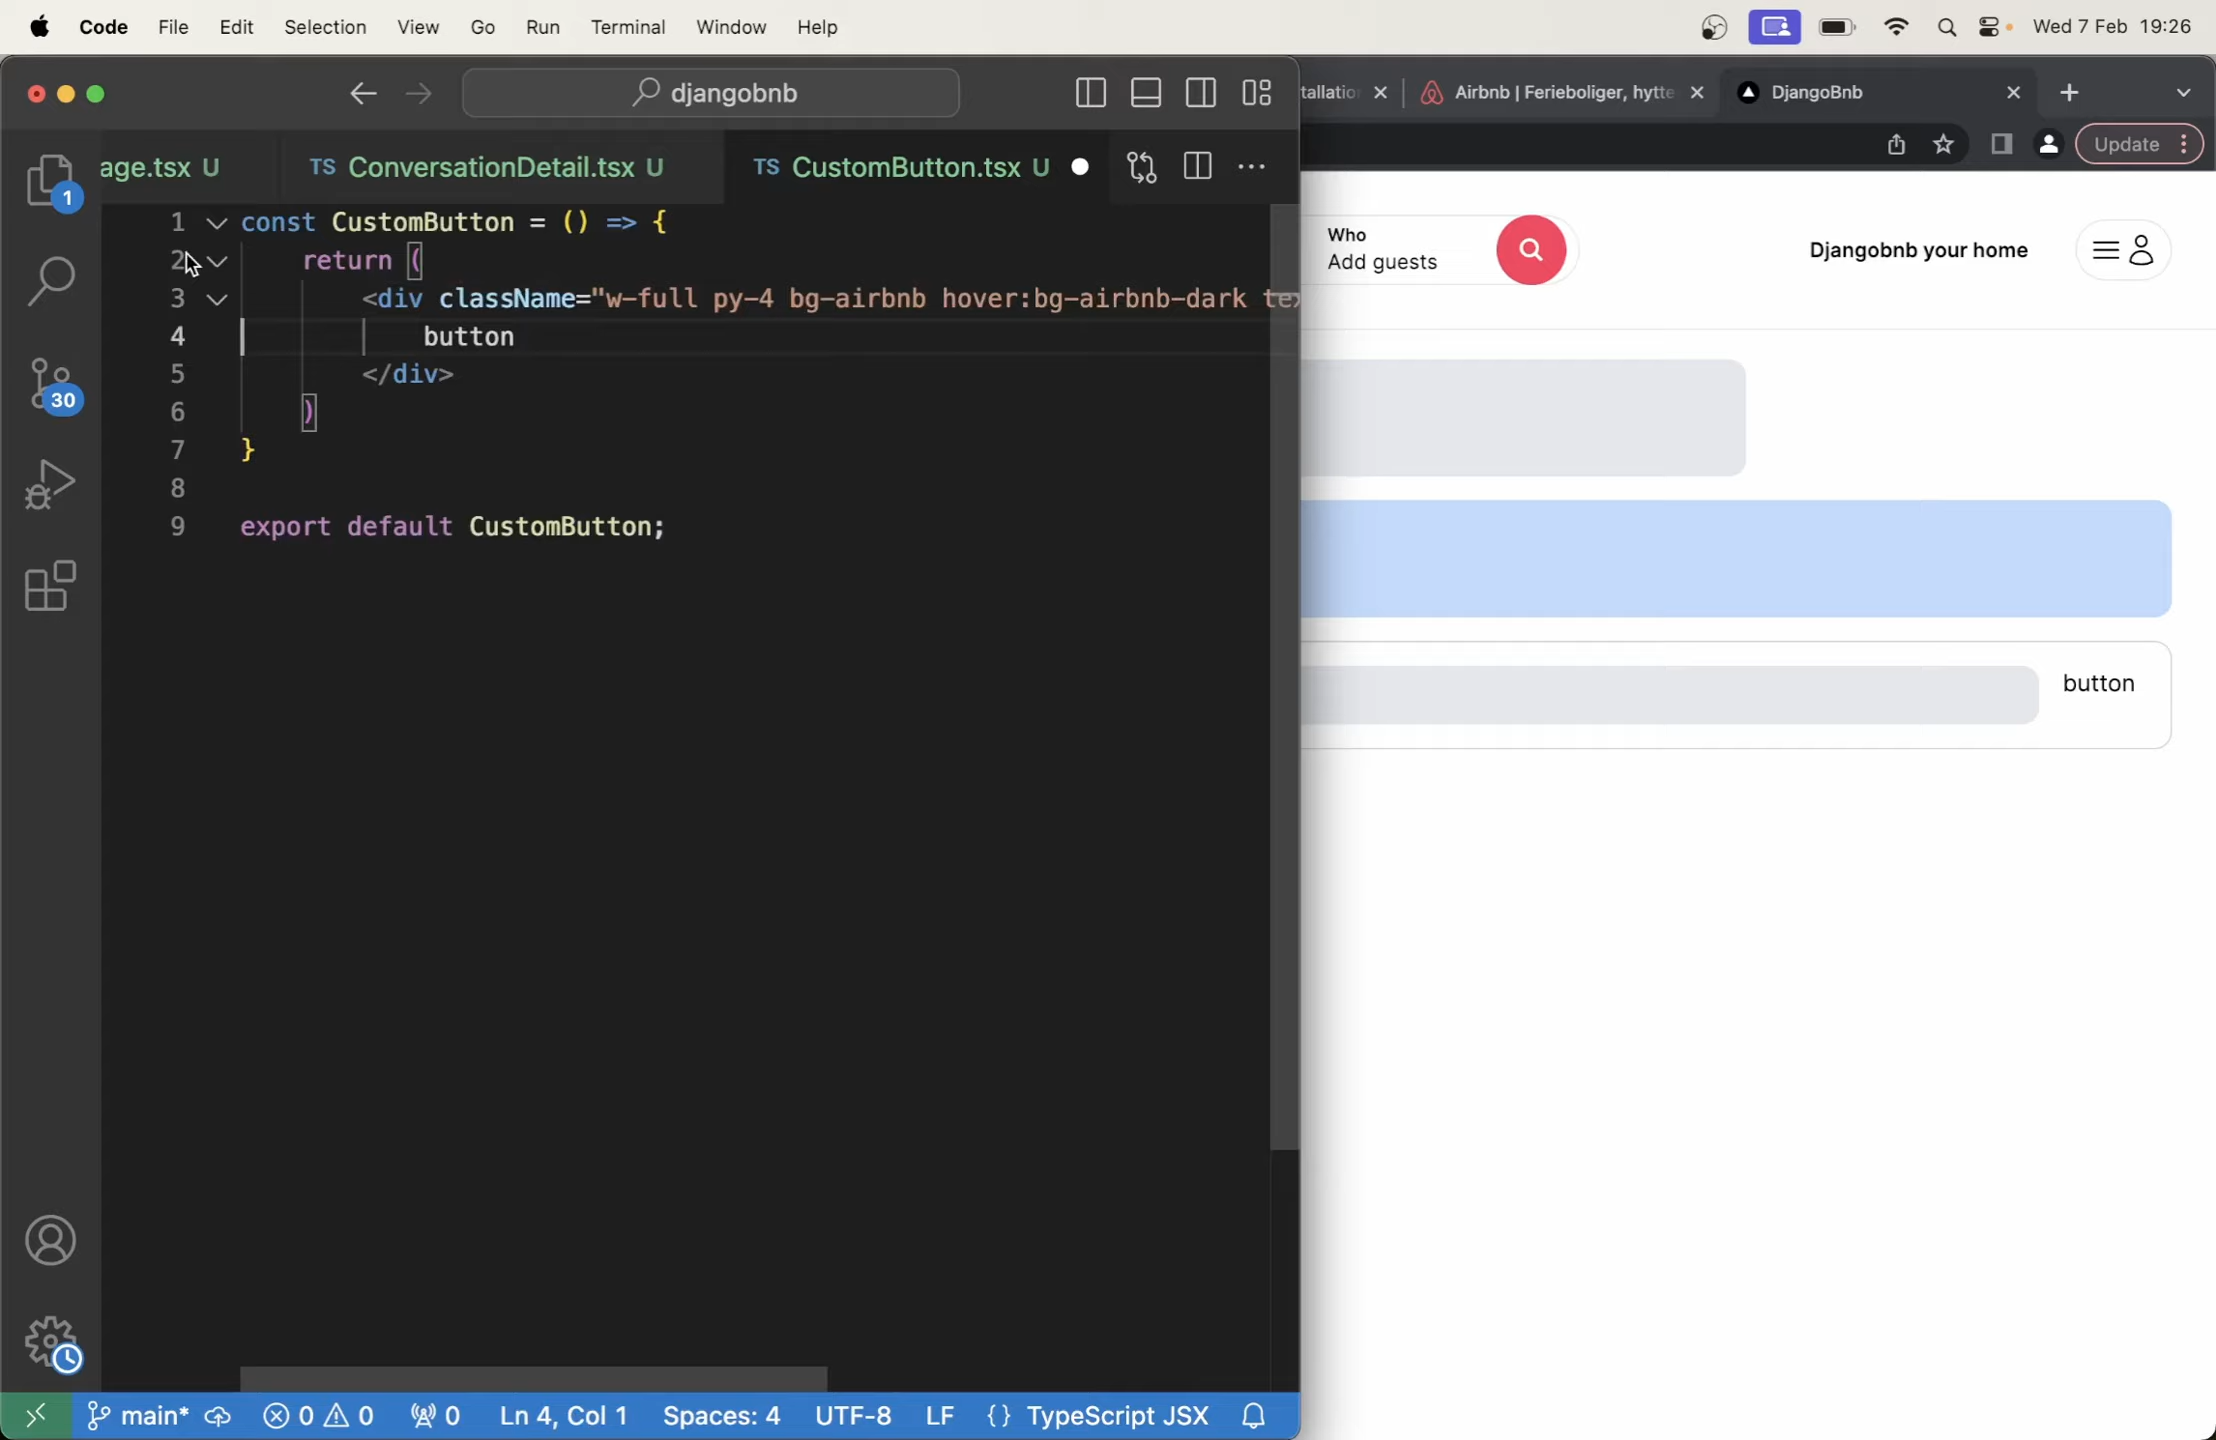 Code File Edit Selection View Go Run Terminal Window Help Wed 7 Feb 19:26
djangobnb
tallatio Airbnb | Ferieboliger, hytte DjangoBnb
Update
age.tsx U TS ConversationDetail.tsx U TS CustomButton.tsx U
1 const CustomButton = () => {
2 return (
3 <div className="w-full py-4 bg-airbnb hover:bg-airbnb-dark tex
4 button
5 </div>
6 )
7 }
8
9 export default CustomButton;
1
30
Who
Add guests
Djangobnb your home
button
main* 0 0 0 Ln 4, Col 1 Spaces: 4 UTF-8 LF {} TypeScript JSX